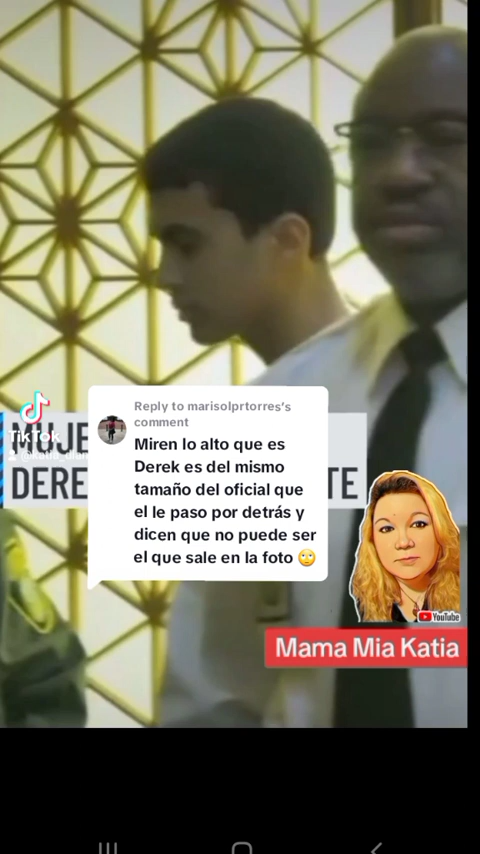 Reply to marisolprtorres's
comment
Miren lo alto que es
Derek es del mismo
tamaño del oficial que
el le paso por detrás y
dicen que no puede ser
el que sale en la foto 🙄
TikTok
MUJE
DERE
TE
YouTube
Mama Mia Katia